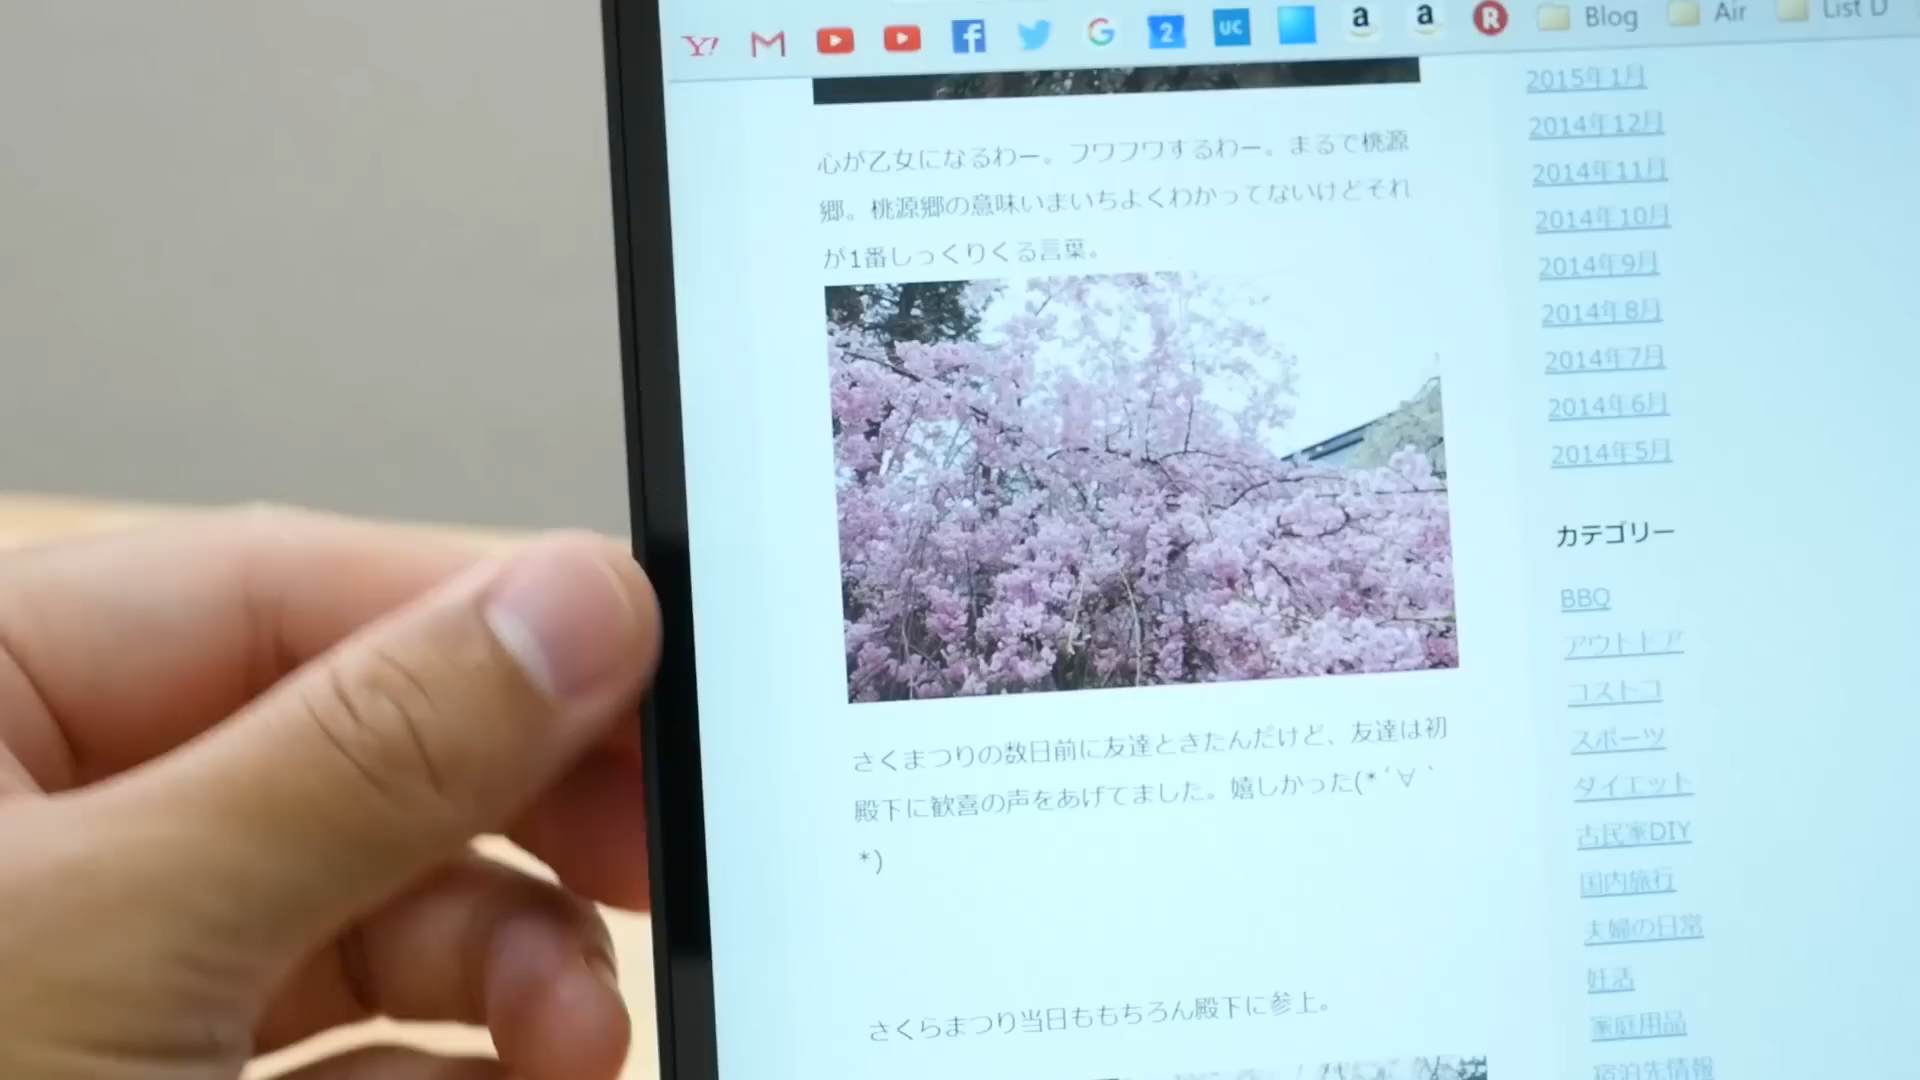 Y!
2
UC
a
a
R
Blog
Air
List D
心が乙女になるわー。フワフワするわー。まるで桃源
郷。桃源郷の意味いまいちよくわかってないけどそれ
が1番しっくりくる言葉。
さくまつりの数日前に友達ときたんだけど、友達は初
殿下に歓喜の声をあげてました。嬉しかった(*´∀｀
*)
さくらまつり当日ももちろん殿下に参上。
2015年1月
2014年12月
2014年11月
2014年10月
2014年9月
2014年8月
2014年7月
2014年6月
2014年5月
カテゴリー
BBQ
アウトドア
コストコ
スポーツ
ダイエット
古民家DIY
国内旅行
夫婦の日常
妊活
家庭用品
宿泊先情報